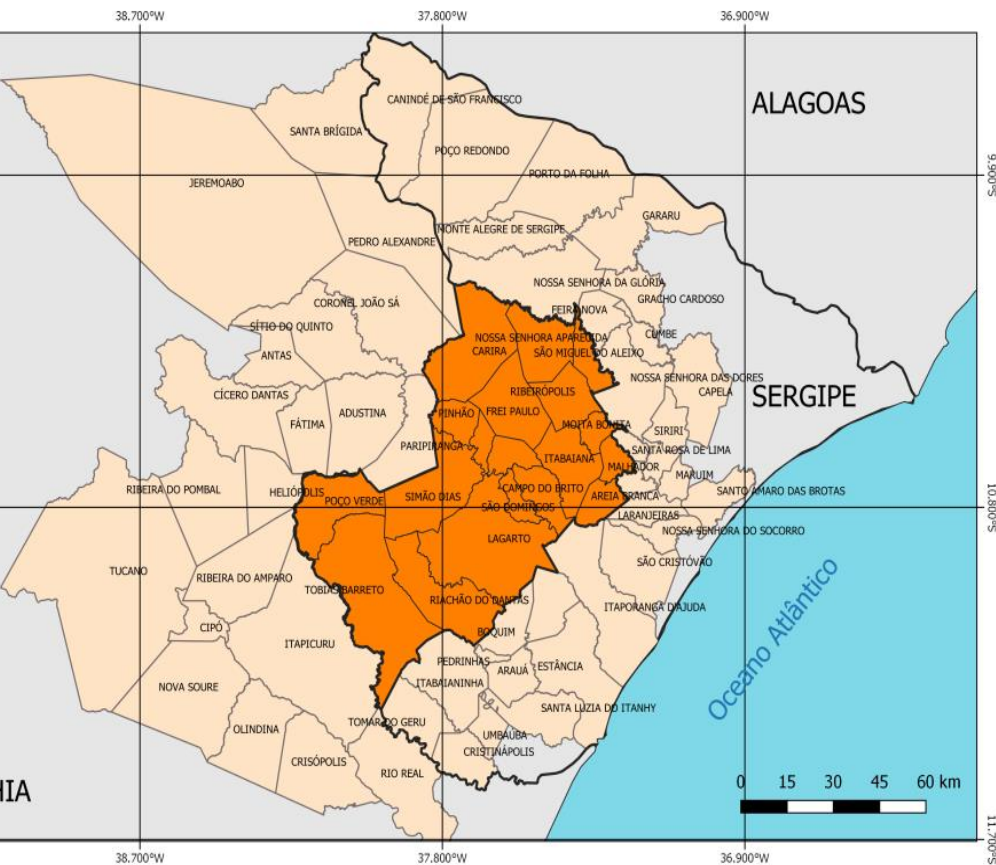 38.700°W 37.800°W 36.900°W
ALAGOAS
CANINDÉ DE SÃO FRANCISCO
SANTA BRÍGIDA
POÇO REDONDO
9.900°S
PORTO DA FOLHA
JEREMOABO
GARARU
MONTE ALEGRE DE SERGIPE
PEDRO ALEXANDRE
NOSSA SENHORA DA GLÓRIA
GRACHO CARDOSO
CORONEL JOÃO SÁ
FEIRA NOVA
SÍTIO DO QUINTO
CUMBE
NOSSA SENHORA APARECIDA
CARIRA
SÃO MIGUEL DO ALEIXO
ANTAS
NOSSA SENHORA DAS DORES
CAPELA
SERGIPE
CÍCERO DANTAS
RIBEIRÓPOLIS
ADUSTINA
PINHÃO
FREI PAULO
FÁTIMA
MOITA BONITA
SIRIRI
PARIPIRANGA
SANTA ROSA DE LIMA
ITABAIANA
MALHADOR
MARUIM
RIBEIRA DO POMBAL
HELIÓPOLIS
POÇO VERDE
SIMÃO DIAS
CAMPO DO BRITO
AREIA BRANCA
SANTO AMARO DAS BROTAS
10.800°S
SÃO DOMINGOS
LARANJEIRAS
NOSSA SENHORA DO SOCORRO
LAGARTO
SÃO CRISTÓVÃO
TUCANO
RIBEIRA DO AMPARO
TOBIAS BARRETO
RIACHÃO DO DANTAS
ITAPORANGA D'AJUDA
Oceano Atlântico
CIPÓ
BOQUIM
ITAPICURU
PEDRINHAS
ARAUÁ
ESTÂNCIA
ITABAIANINHA
NOVA SOURE
SANTA LUZIA DO ITANHY
TOMAR DO GERU
OLINDINA
UMBAÚBA
CRISTINÁPOLIS
CRISÓPOLIS
RIO REAL
0 15 30 45 60 km
HIA
11.700°S
38.700°W 37.800°W 36.900°W